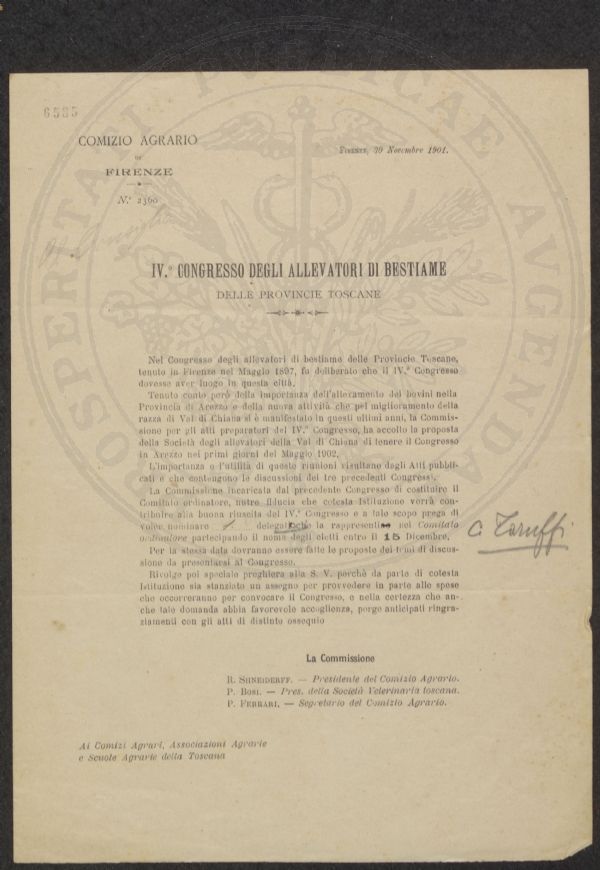 6585
COMIZIO AGRARIO
DI
FIRENZE
N.° 2360
Firenze, 30 Novembre 1901.
IV.° CONGRESSO DEGLI ALLEVATORI DI BESTIAME
DELLE PROVINCIE TOSCANE
Nel Congresso degli allevatori di bestiame delle Provincie Toscane,
tenuto in Firenze nel Maggio 1897, fu deliberato che il IV.° Congresso
dovesse aver luogo in questa città.
Tenuto conto però della importanza dell'allevamento dei bovini nella
Provincia di Arezzo e della nuova attività che pel miglioramento della
razza di Val di Chiana si è manifestato in questi ultimi anni, la Commis-
sione per gli atti preparatori del IV.° Congresso, ha accolto la proposta
della Società degli allevatori della Val di Chiana di tenere il Congresso
in Arezzo nei primi giorni del Maggio 1902.
L'importanza e l'utilità di queste riunioni risultano dagli Atti pubbli-
cati e che contengono le discussioni dei tre precedenti Congressi.
La Commissione incaricata dal precedente Congresso di costituire il
Comitato ordinatore, nutre fiducia che cotesta Istituzione vorrà con-
tribuire alla buona riuscita del IV.° Congresso e a tale scopo prega di
voler nominare 1 delegato che la rappresenti nel Comitato
ordinatore partecipando il nome degli eletti entro il 15 Dicembre.
C. Taruffi
Per la stessa data dovranno essere fatte le proposte dei temi di discus-
sione da presentarsi al Congresso.
Rivolgo poi speciale preghiera alla S. V. perchè da parte di cotesta
Istituzione sia stanziato un assegno per provvedere in parte alle spese
che occorreranno per convocare il Congresso, e nella certezza che an-
che tale domanda abbia favorevole accoglienza, porgo anticipati ringra-
ziamenti con gli atti di distinto ossequio
La Commissione
R. Shneiderff. — Presidente del Comizio Agrario.
P. Bosi. — Pres. della Società Veterinaria toscana.
P. Ferrari. — Segretario del Comizio Agrario.
Ai Comizi Agrari, Associazioni Agrarie
e Scuole Agrarie della Toscana
PROSPERITATI PUBLICAE AVGENDAE